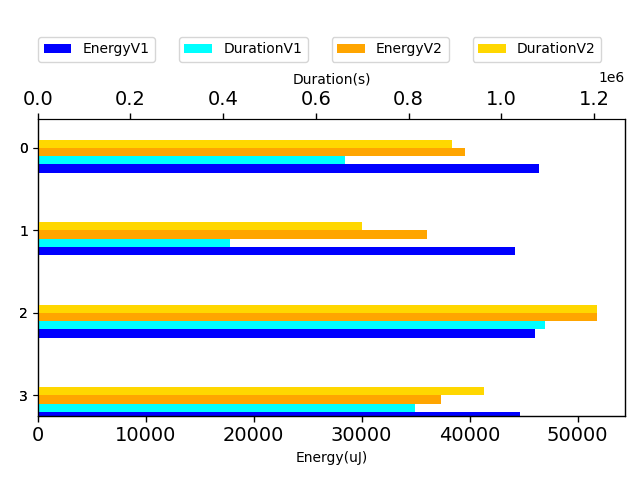 EnergyV1 DurationV1 EnergyV2 DurationV2
Duration(s)
1e6
0.0 0.2 0.4 0.6 0.8 1.0 1.2
0
1
2
3
0 10000 20000 30000 40000 50000
Energy(uJ)